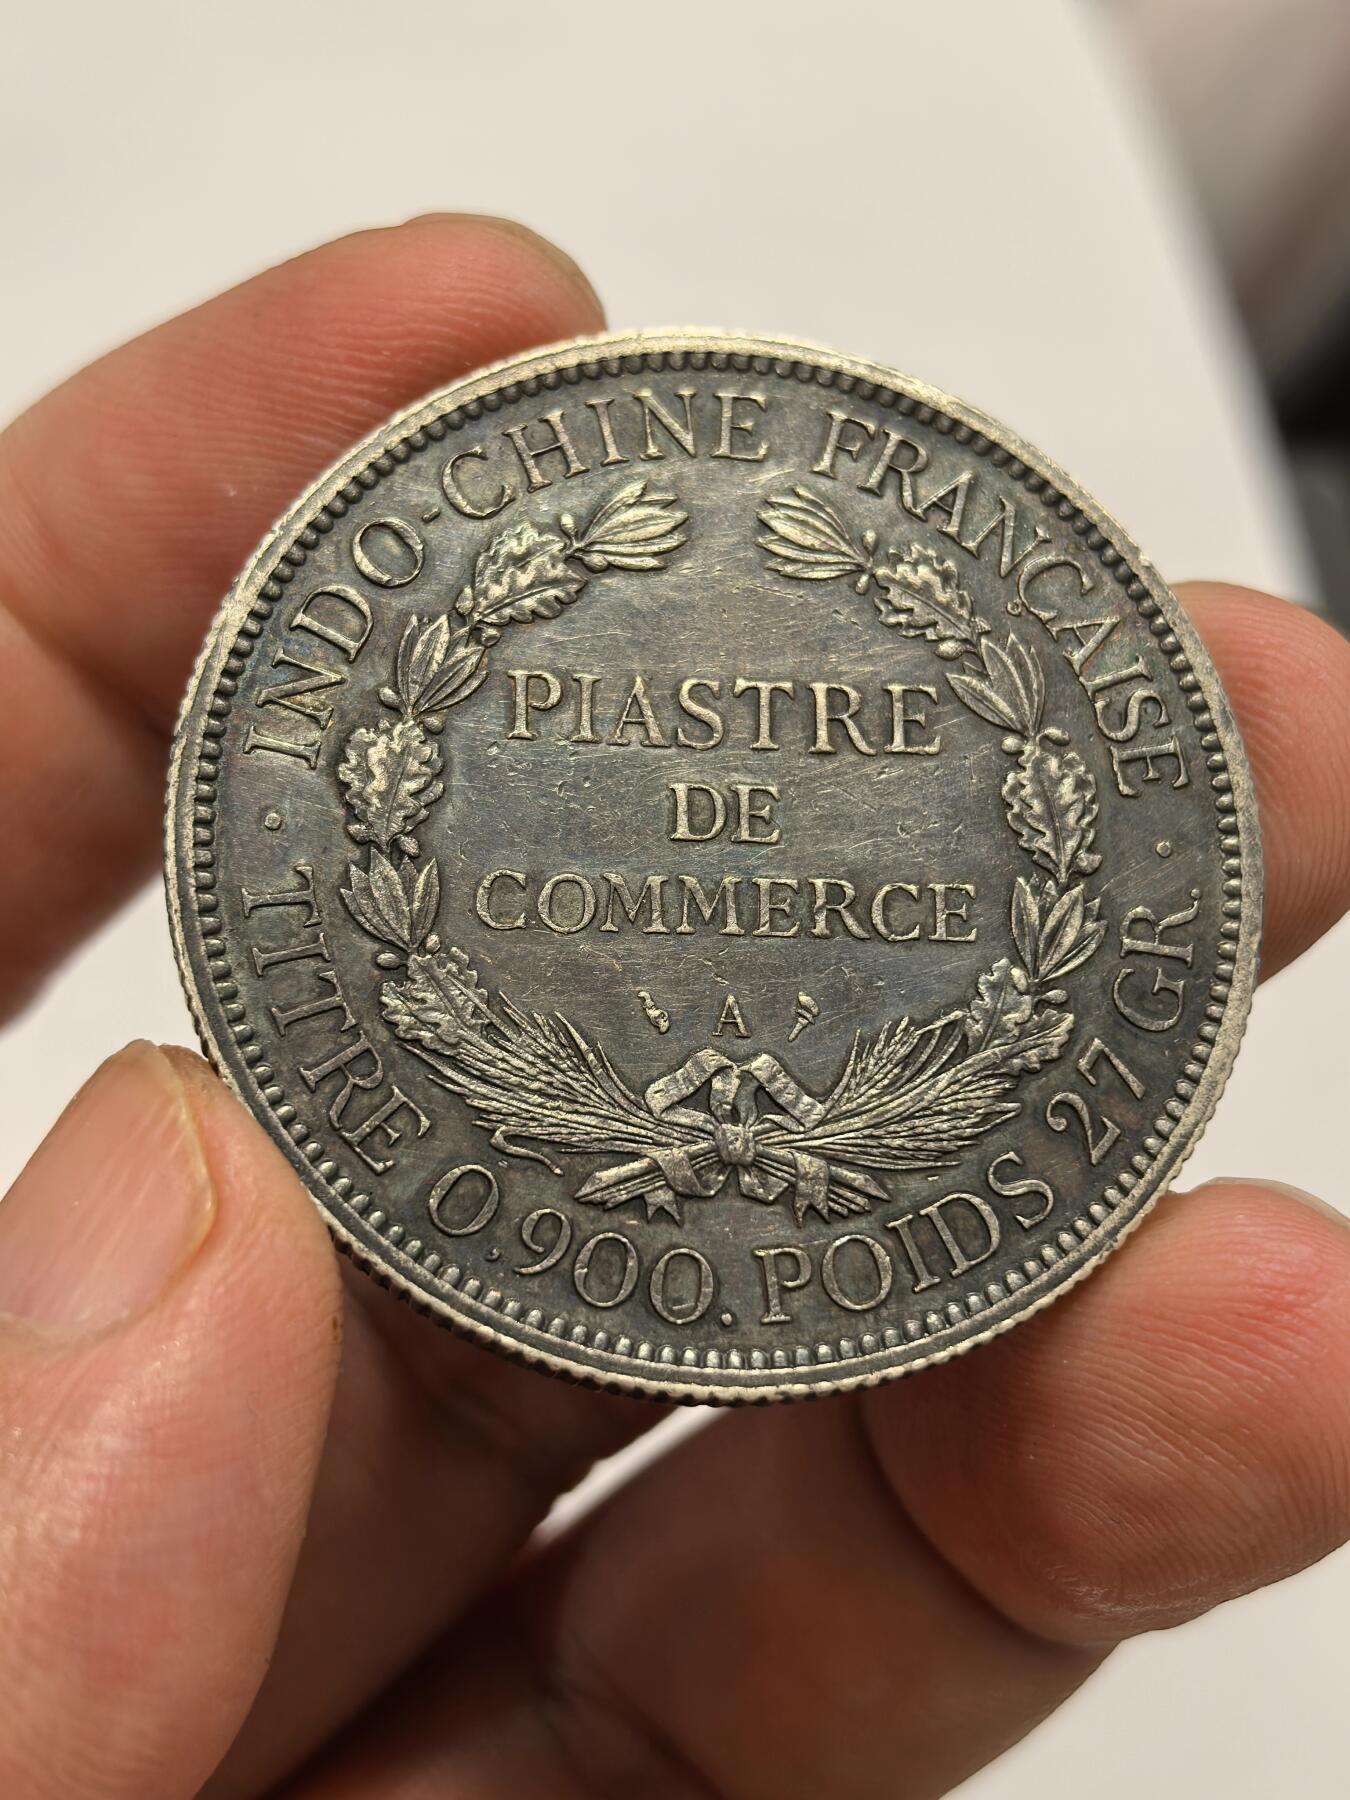 INDO-CHINE FRANÇAISE
PIASTRE
DE
COMMERCE
A
· TITRE 0,900. POIDS 27 GR. ·